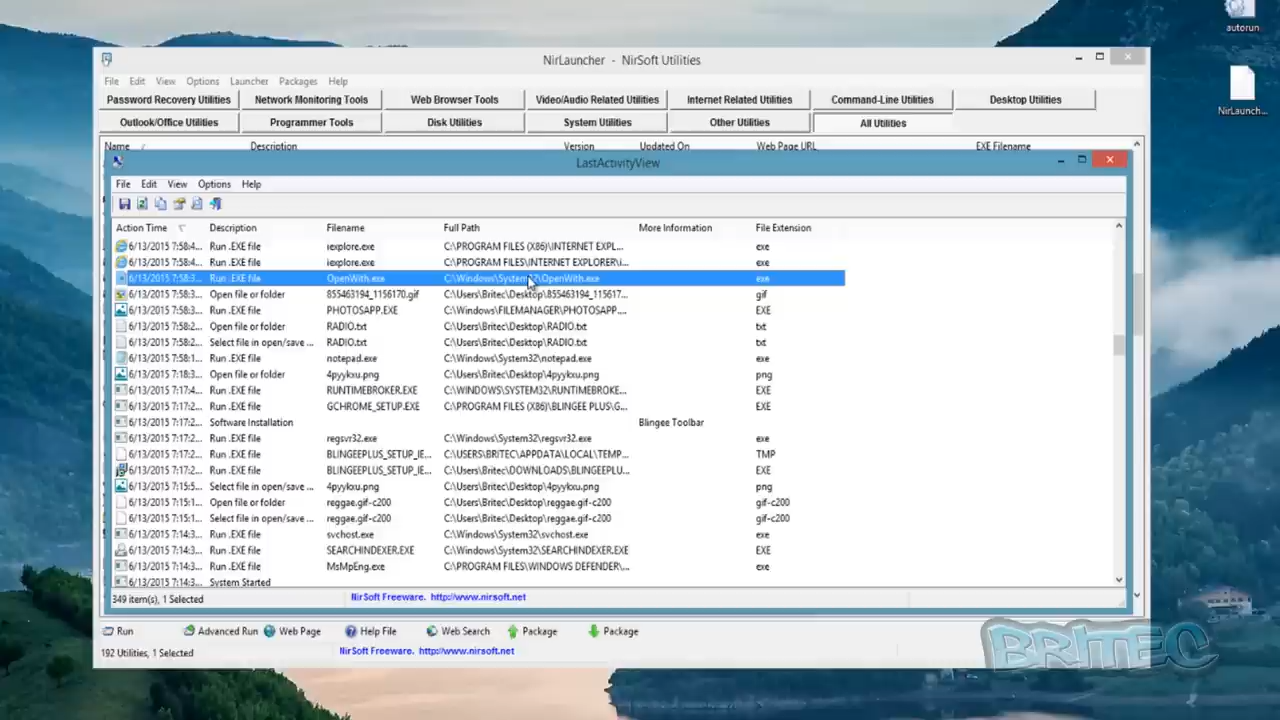 autorun
NirLaunch...
NirLauncher - NirSoft Utilities
File Edit View Options Launcher Packages Help
Password Recovery Utilities Network Monitoring Tools Web Browser Tools Video/Audio Related Utilities Internet Related Utilities Command-Line Utilities Desktop Utilities
Outlook/Office Utilities Programmer Tools Disk Utilities System Utilities Other Utilities All Utilities
Name Description Version Updated On Web Page URL EXE Filename
LastActivityView
File Edit View Options Help
Action Time Description Filename Full Path More Information File Extension
6/13/2015 7:58:4... Run .EXE file iexplore.exe C:\PROGRAM FILES (X86)\INTERNET EXPL... exe
6/13/2015 7:58:4... Run .EXE file iexplore.exe C:\PROGRAM FILES\INTERNET EXPLORER\i... exe
6/13/2015 7:58:3... Run .EXE file OpenWith.exe C:\Windows\System32\OpenWith.exe exe
6/13/2015 7:58:3... Open file or folder 855463194_1156170.gif C:\Users\Britec\Desktop\855463194_115617... gif
6/13/2015 7:58:3... Run .EXE file PHOTOSAPP.EXE C:\Windows\FILEMANAGER\PHOTOSAPP.... EXE
6/13/2015 7:58:2... Open file or folder RADIO.txt C:\Users\Britec\Desktop\RADIO.txt txt
6/13/2015 7:58:2... Select file in open/save ... RADIO.txt C:\Users\Britec\Desktop\RADIO.txt txt
6/13/2015 7:58:1... Run .EXE file notepad.exe C:\Windows\System32\notepad.exe exe
6/13/2015 7:18:3... Open file or folder 4pyykxu.png C:\Users\Britec\Desktop\4pyykxu.png png
6/13/2015 7:17:4... Run .EXE file RUNTIMEBROKER.EXE C:\WINDOWS\SYSTEM32\RUNTIMEBROKE... EXE
6/13/2015 7:17:2... Run .EXE file GCHROME_SETUP.EXE C:\PROGRAM FILES (X86)\BLINGEE PLUS\G... EXE
6/13/2015 7:17:2... Software Installation Blingee Toolbar
6/13/2015 7:17:2... Run .EXE file regsvr32.exe C:\Windows\System32\regsvr32.exe exe
6/13/2015 7:17:2... Run .EXE file BLINGEEPLUS_SETUP_IE... C:\USERS\BRITEC\APPDATA\LOCAL\TEMP... TMP
6/13/2015 7:17:2... Run .EXE file BLINGEEPLUS_SETUP_IE... C:\Users\Britec\DOWNLOADS\BLINGEEPLU... EXE
6/13/2015 7:15:5... Select file in open/save ... 4pyykxu.png C:\Users\Britec\Desktop\4pyykxu.png png
6/13/2015 7:15:1... Open file or folder reggae.gif-c200 C:\Users\Britec\Desktop\reggae.gif-c200 gif-c200
6/13/2015 7:15:1... Select file in open/save ... reggae.gif-c200 C:\Users\Britec\Desktop\reggae.gif-c200 gif-c200
6/13/2015 7:14:3... Run .EXE file svchost.exe C:\Windows\System32\svchost.exe exe
6/13/2015 7:14:3... Run .EXE file SEARCHINDEXER.EXE C:\Windows\System32\SEARCHINDEXER.EXE EXE
6/13/2015 7:14:3... Run .EXE file MsMpEng.exe C:\PROGRAM FILES\WINDOWS DEFENDER\... exe
6/13/2015 7:14:3... System Started
349 item(s), 1 Selected NirSoft Freeware. http://www.nirsoft.net
Run Advanced Run Web Page Help File Web Search Package Package
192 Utilities, 1 Selected NirSoft Freeware. http://www.nirsoft.net
BRITEC